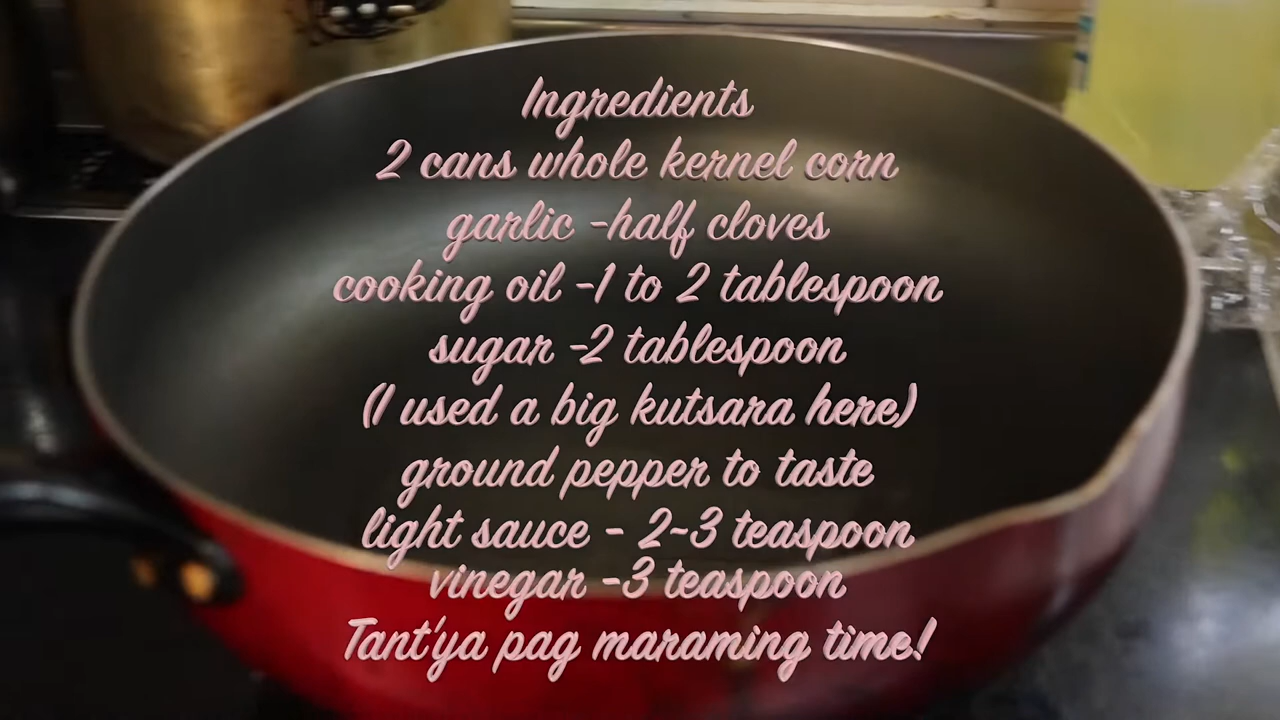 Ingredients
2 cans whole kernel corn
garlic -half cloves
cooking oil -1 to 2 tablespoon
sugar -2 tablespoon
(I used a big kutsara here)
ground pepper to taste
light sauce - 2-3 teaspoon
vinegar -3 teaspoon
Tant'ya pag maraming time!